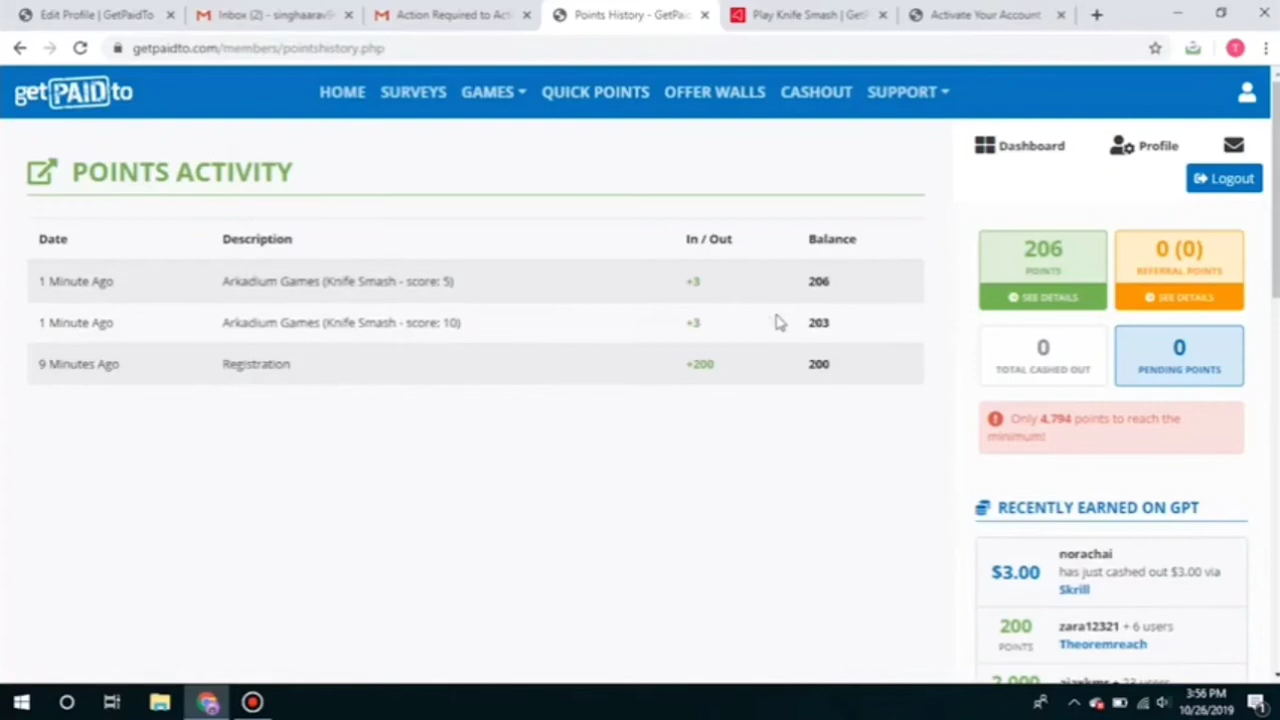 Edit Profile | GetPaidTo
Inbox (2) - singhaarav9
Action Required to Act
Points History - GetPaid
Play Knife Smash | GetP
Activate Your Account
getpaidto.com/members/pointshistory.php
T
getPAIDto
HOME SURVEYS GAMES QUICK POINTS OFFER WALLS CASHOUT SUPPORT
Dashboard
Profile
Logout
POINTS ACTIVITY
Date Description In / Out Balance
1 Minute Ago Arkadium Games (Knife Smash - score: 5) +3 206
1 Minute Ago Arkadium Games (Knife Smash - score: 10) +3 203
9 Minutes Ago Registration +200 200
206
POINTS
SEE DETAILS
0 (0)
REFERRAL POINTS
SEE DETAILS
0
TOTAL CASHED OUT
0
PENDING POINTS
Only 4,794 points to reach the
minimum!
RECENTLY EARNED ON GPT
$3.00
norachai
has just cashed out $3.00 via
Skrill
200
POINTS
zara12321 + 6 users
Theoremreach
3:56 PM
10/26/2019
1